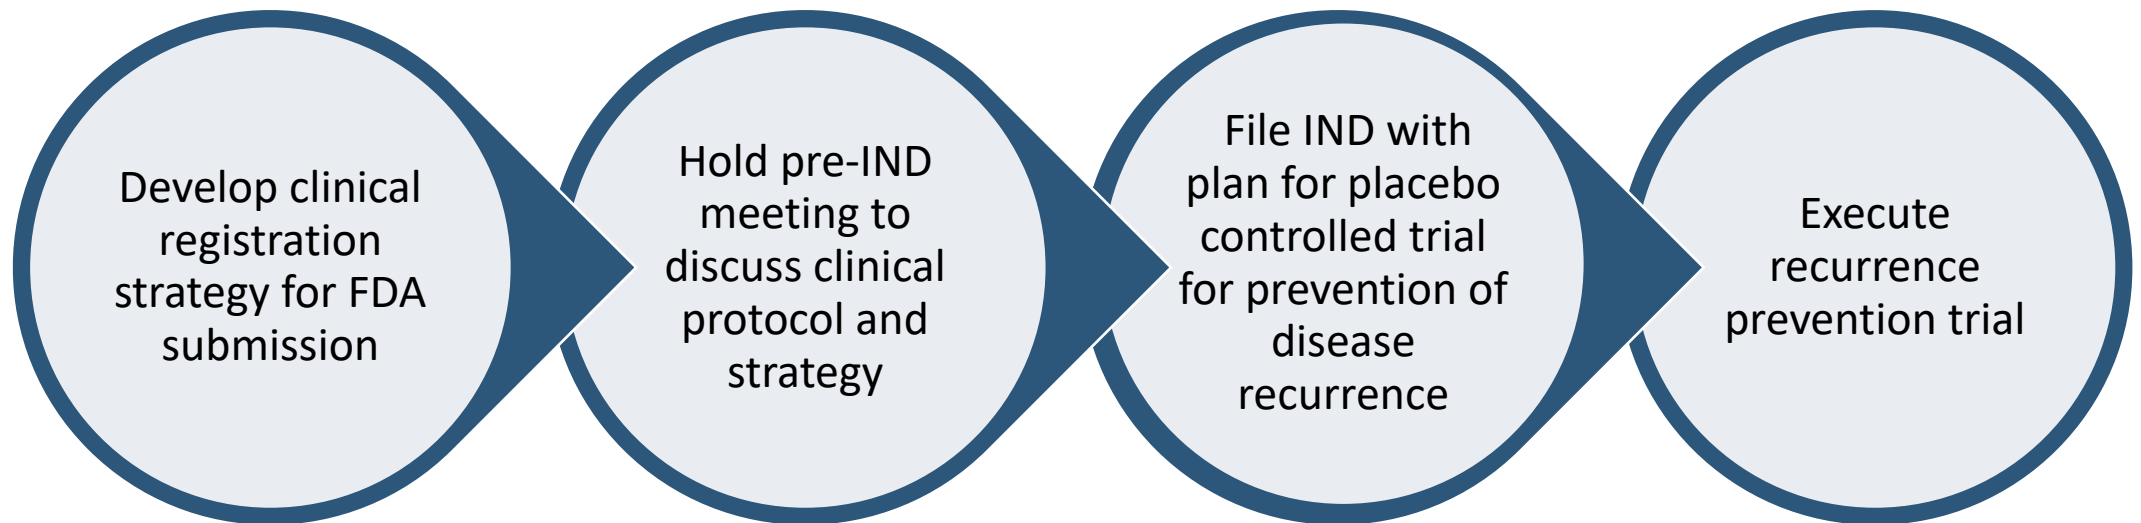 Develop clinical
registration
strategy for FDA
submission
Hold pre-IND
meeting to
discuss clinical
protocol and
strategy
File IND with
plan for placebo
controlled trial
for prevention of
disease
recurrence
Execute
recurrence
prevention trial